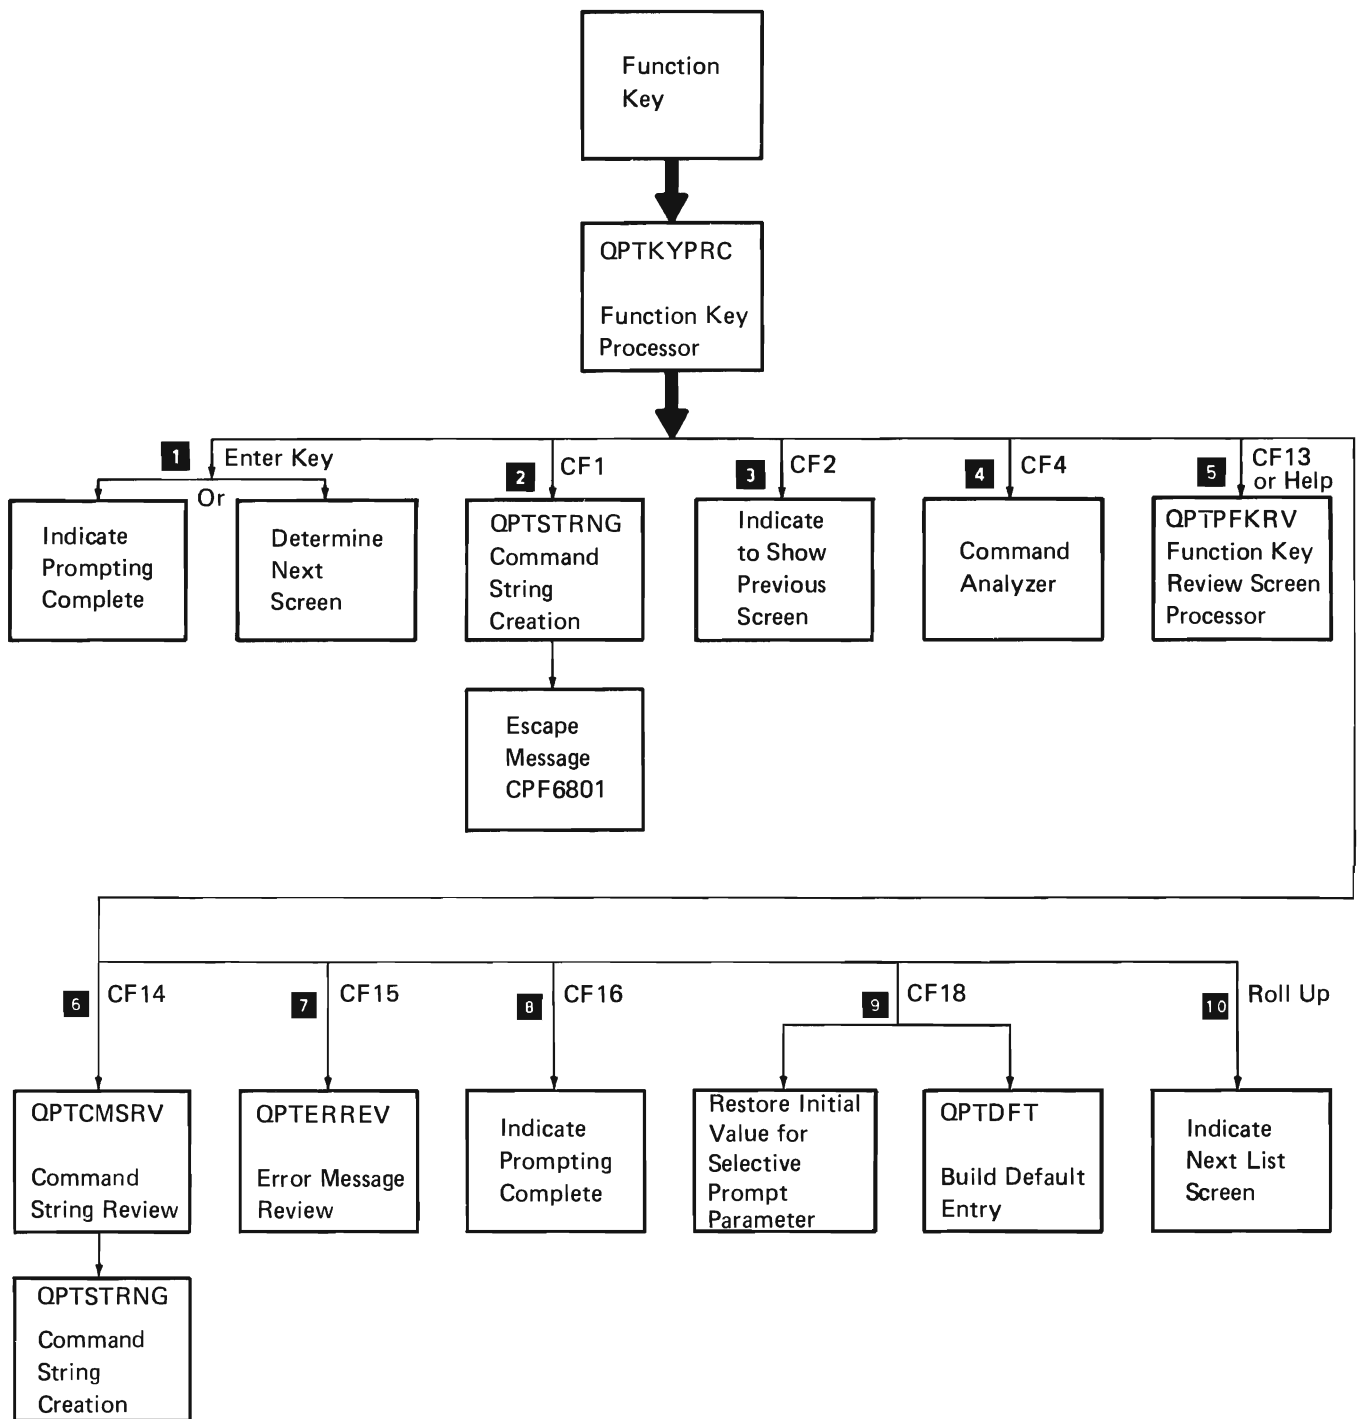 Function
Key
QPTKYPRC
Function Key
Processor
1 Enter Key
Or
Indicate
Prompting
Complete
Determine
Next
Screen
2 CF1
QPTSTRNG
Command
String
Creation
Escape
Message
CPF6801
3 CF2
Indicate
to Show
Previous
Screen
4 CF4
Command
Analyzer
5 CF13
or Help
QPTPFKRV
Function Key
Review Screen
Processor
6 CF14
QPTCMSRV
Command
String Review
QPTSTRNG
Command
String
Creation
7 CF15
QPTERREV
Error Message
Review
8 CF16
Indicate
Prompting
Complete
9 CF18
Restore Initial
Value for
Selective
Prompt
Parameter
QPTDFT
Build Default
Entry
10 Roll Up
Indicate
Next List
Screen